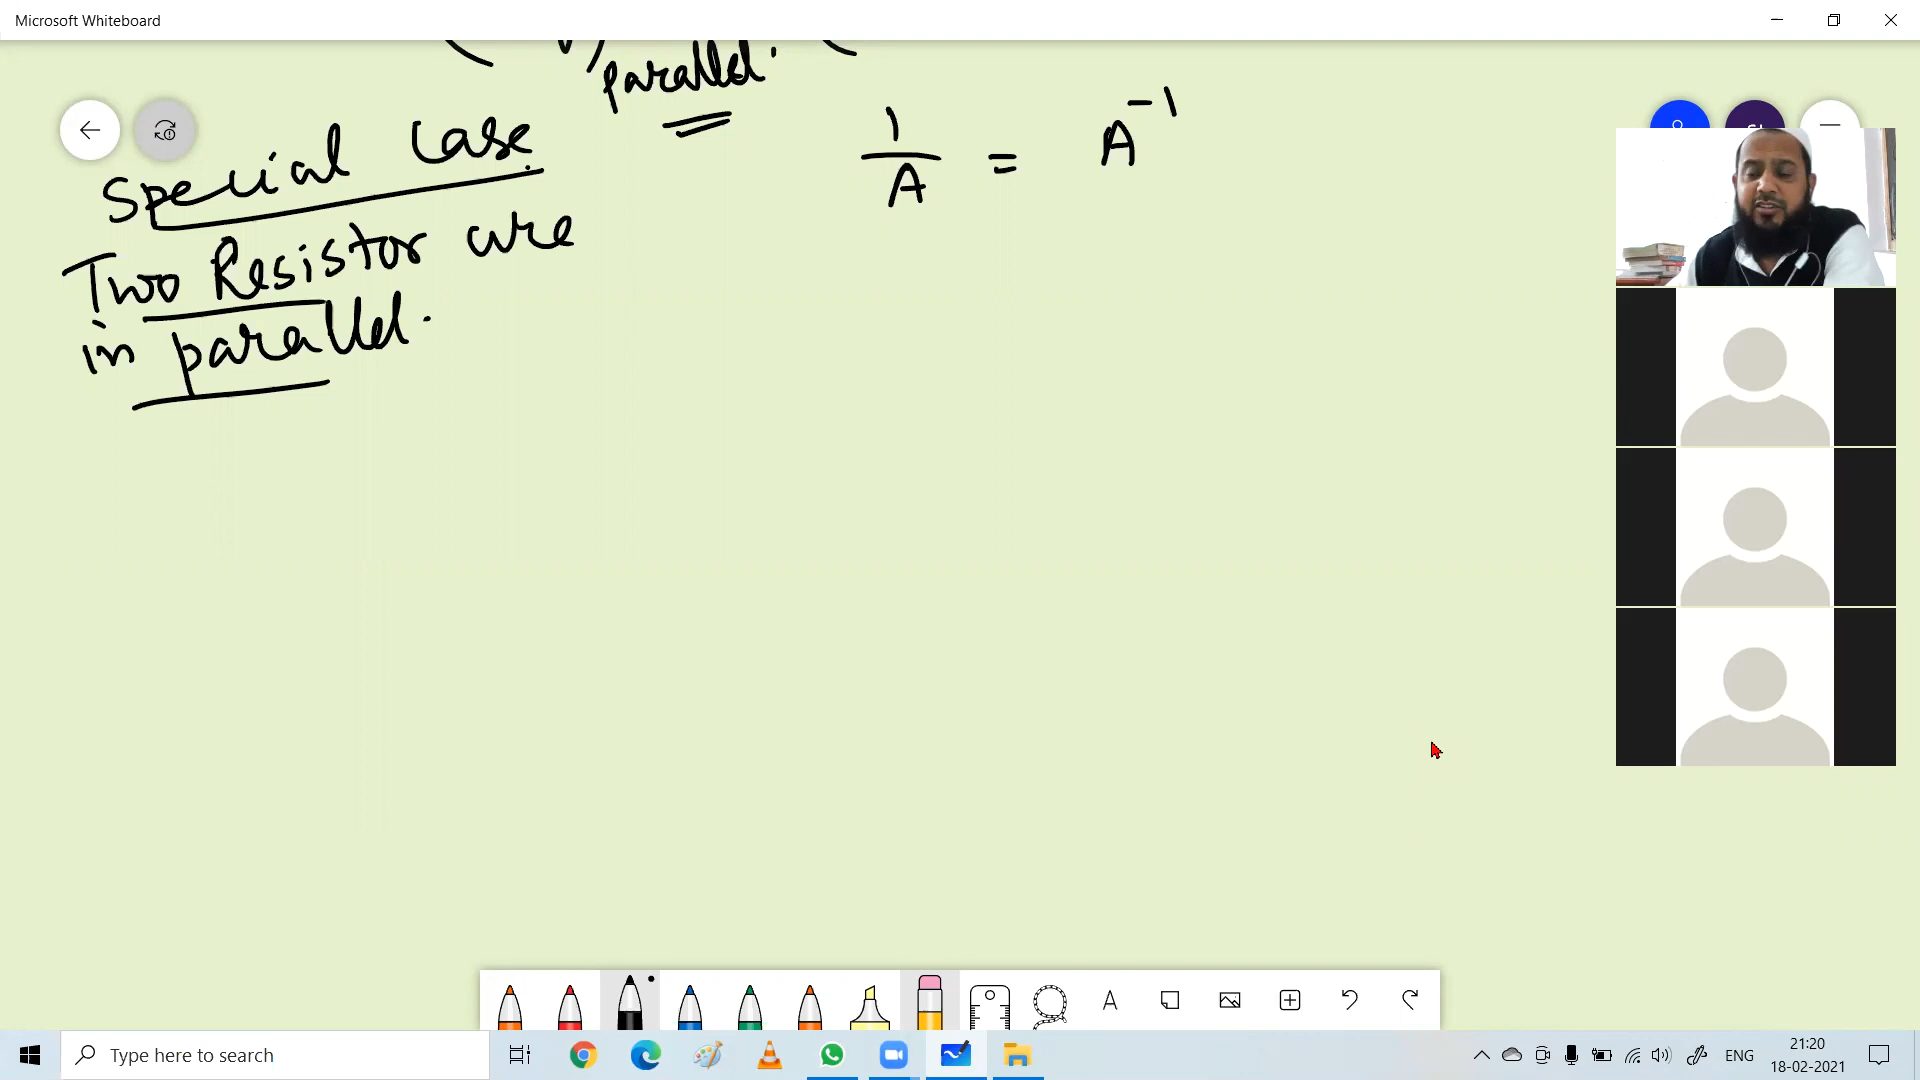 Microsoft Whiteboard
parallel.
Special Case
Two Resistor are
in parallel.
1
A
= A
-1
A
Type here to search
ENG
21:20
18-02-2021